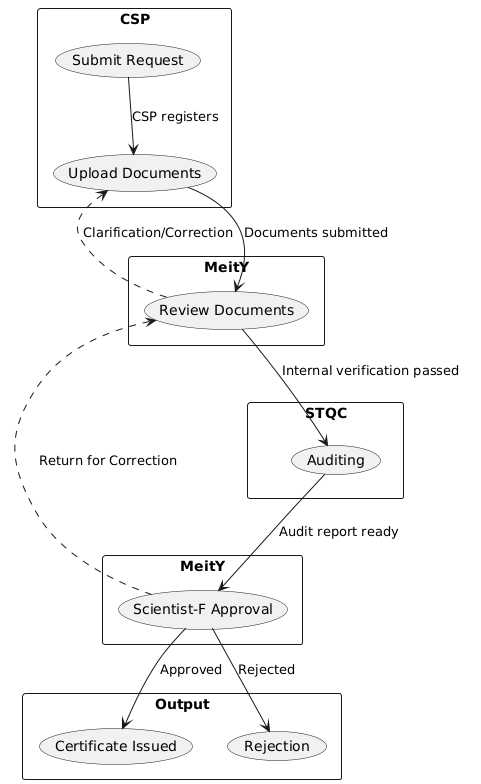 CSP
Submit Request
CSP registers
Upload Documents
Clarification/Correction
Documents submitted
MeitY
Review Documents
Internal verification passed
STQC
Auditing
Return for Correction
Audit report ready
MeitY
Scientist-F Approval
Approved
Rejected
Output
Certificate Issued
Rejection